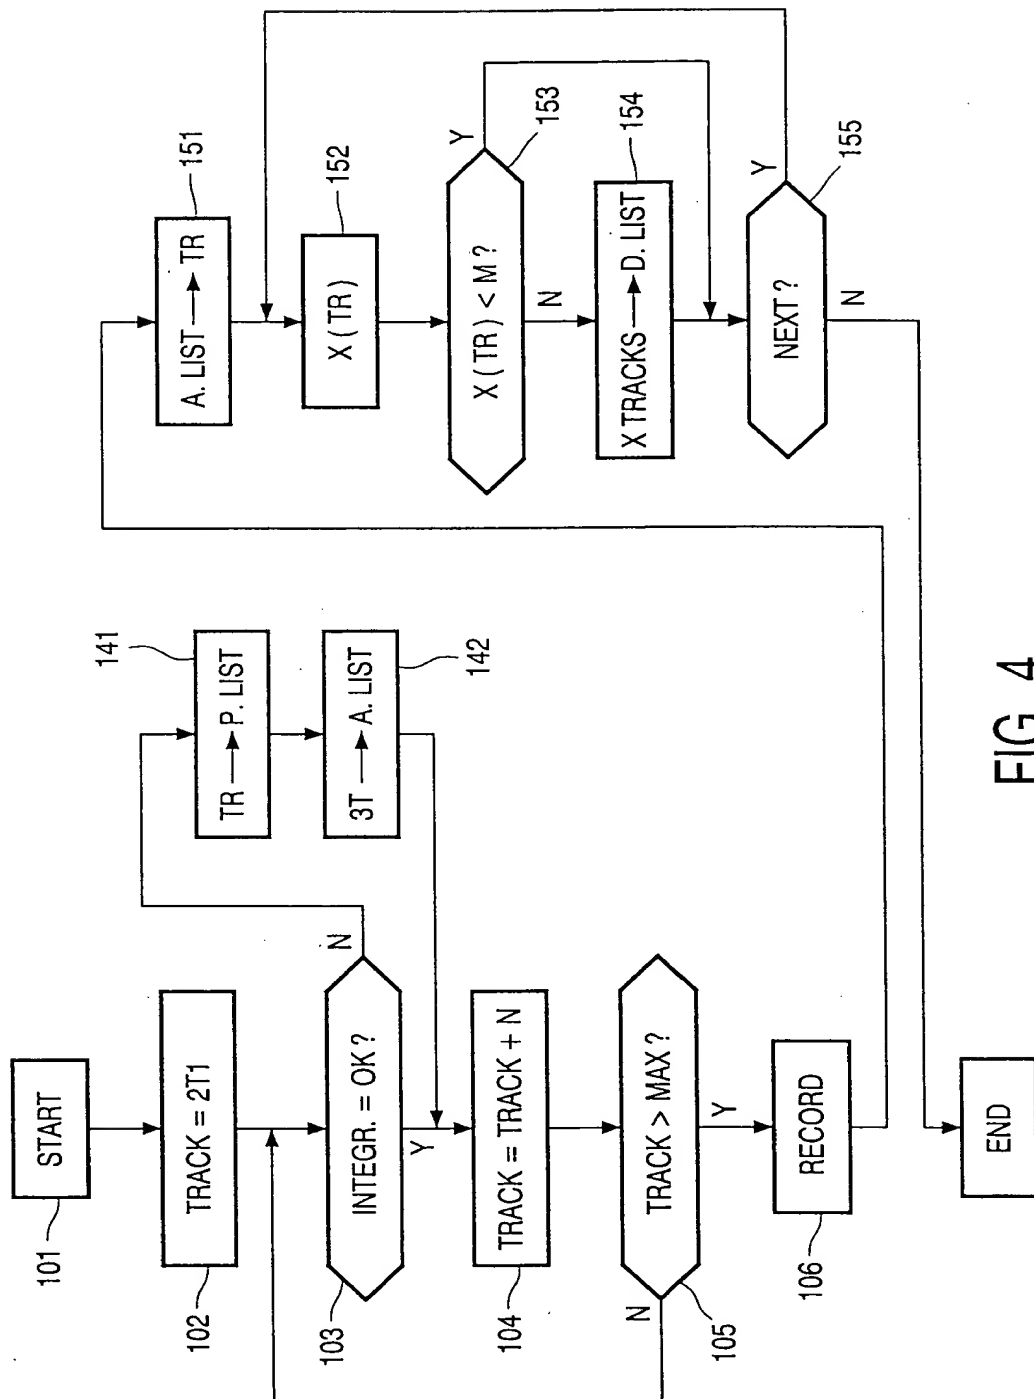 START
101
TRACK = 2T1
102
INTEGR. = OK ?
103
N
Y
TR → P. LIST
141
3T → A. LIST
142
TRACK = TRACK + N
104
TRACK > MAX ?
105
N
Y
RECORD
106
A. LIST → TR
151
X ( TR )
152
X ( TR ) < M ?
153
Y
N
X TRACKS → D. LIST
154
NEXT ?
155
Y
N
END
FIG. 4